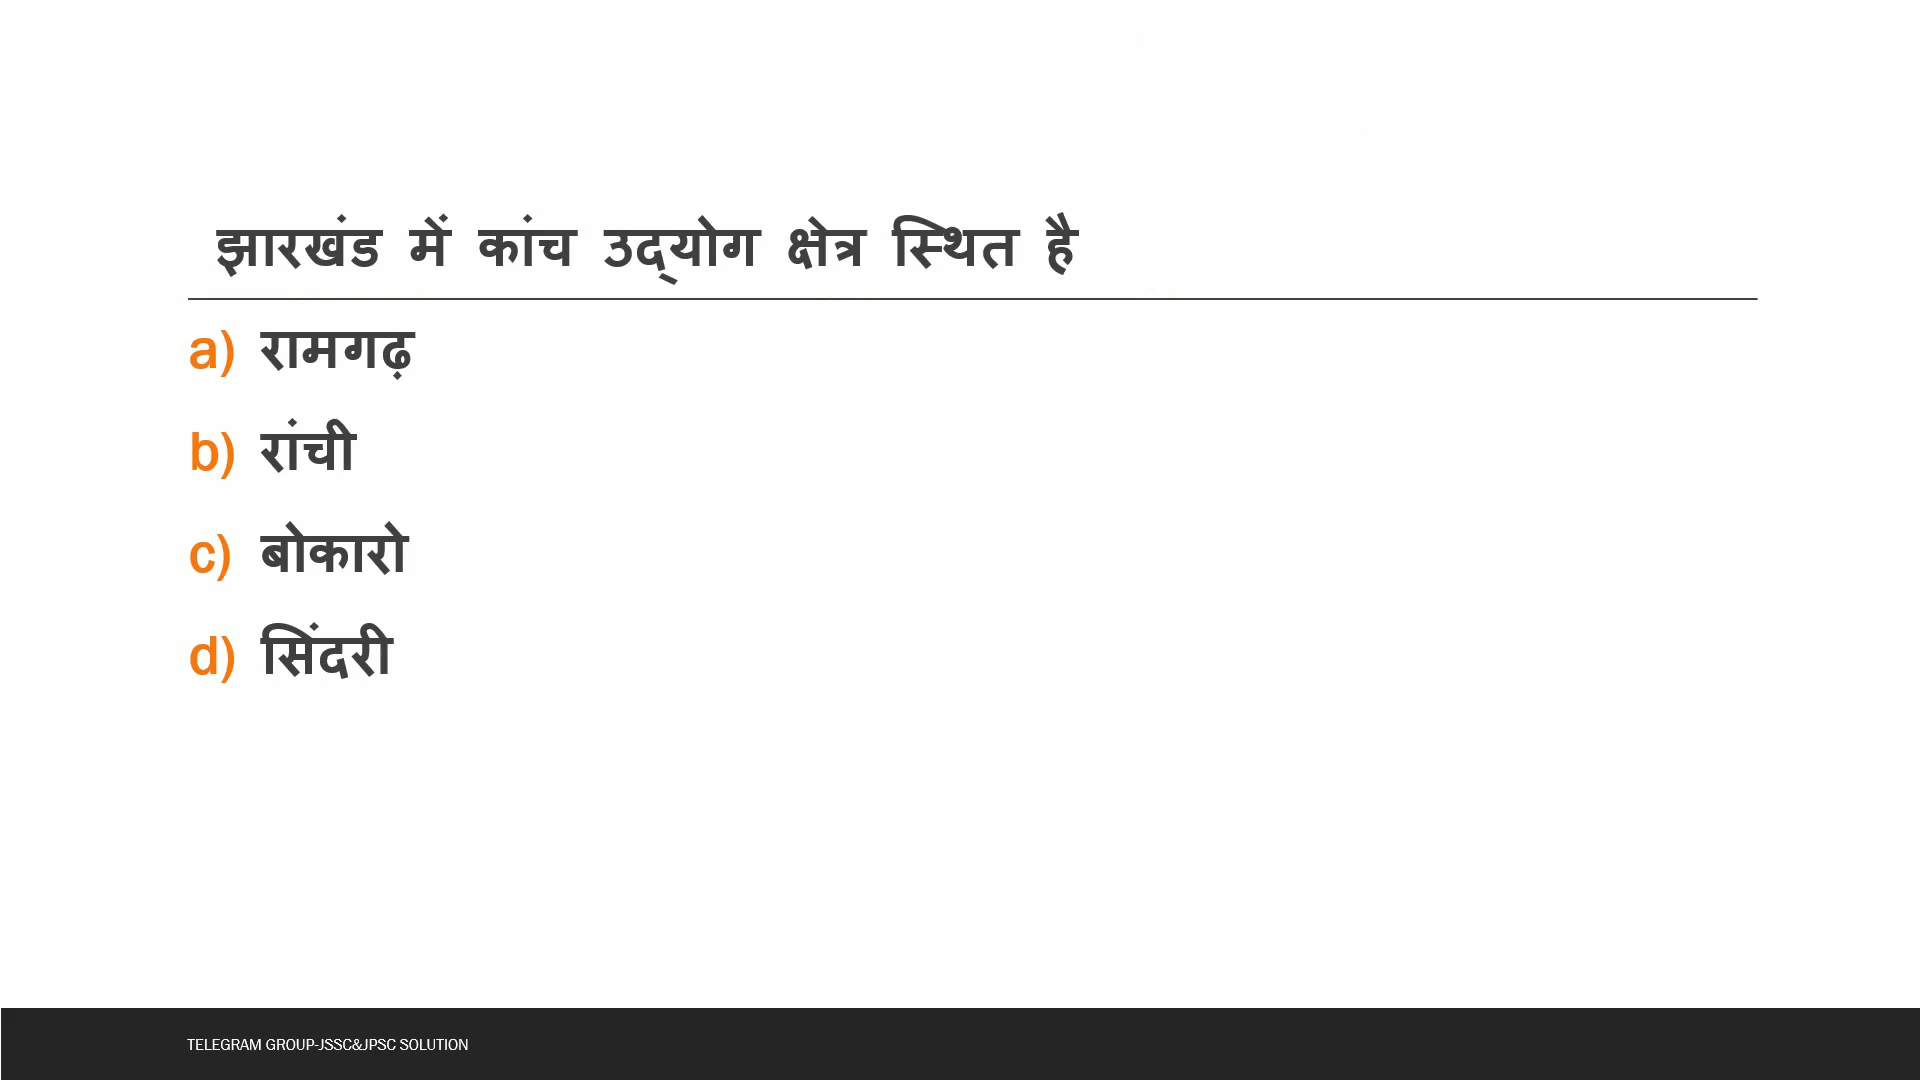 झारखंड में कांच उद्योग क्षेत्र स्थित है
a) रामगढ़
b) रांची
c) बोकारो
d) सिंदरी
TELEGRAM GROUP-JSSC&JPSC SOLUTION